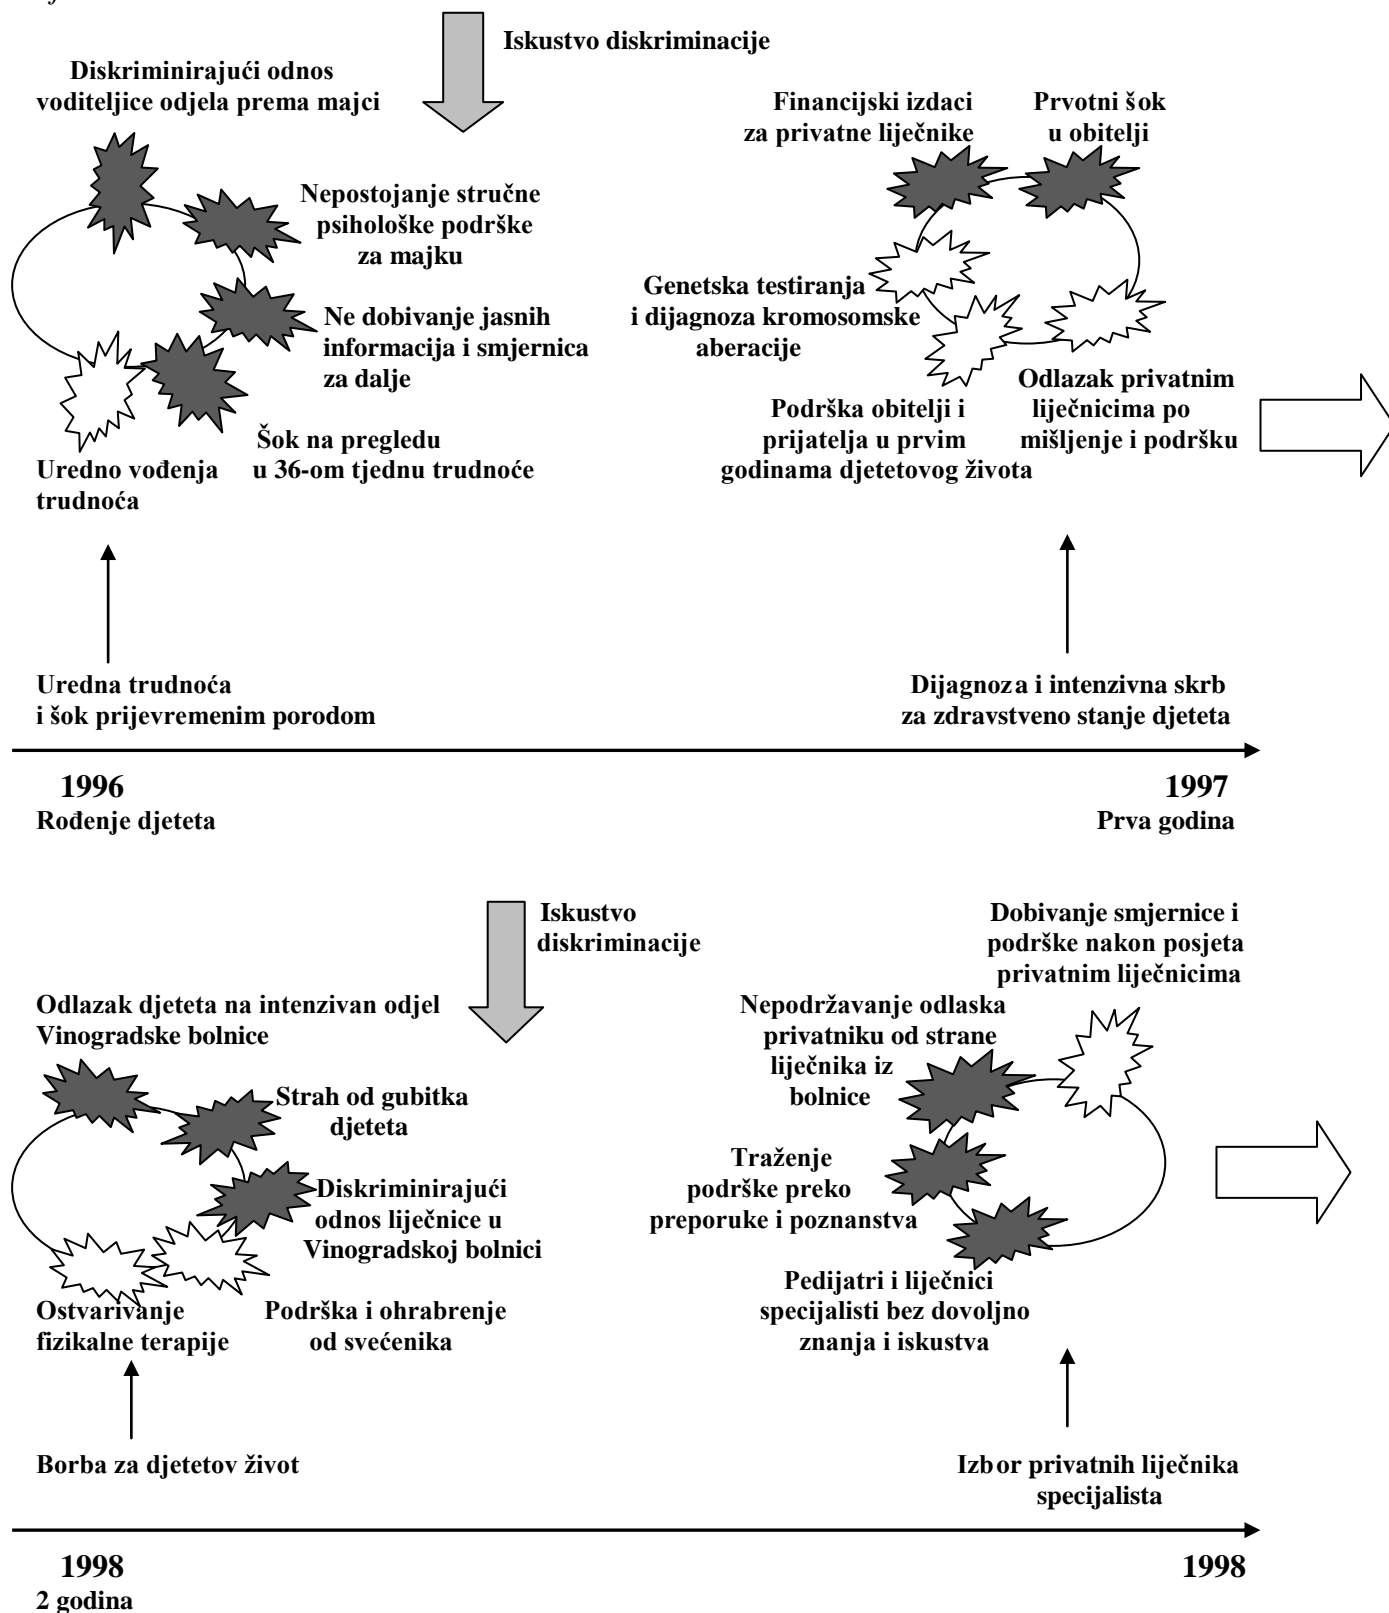 Iskustvo diskriminacije
Diskriminirajući odnos
voditeljice odjela prema majci
Financijski izdaci
za privatne liječnike
Prvotni šok
u obitelji
Nepostojanje stručne
psihološke podrške
za majku
Genetska testiranja
i dijagnoza kromosomske
aberacije
Ne dobivanje jasnih
informacija i smjernica
za dalje
Odlazak privatnim
liječnicima po
mišljenje i podršku
Podrška obitelji i
prijatelja u prvim
godinama djetetovog života
Šok na pregledu
u 36-om tjednu trudnoće
Uredno vođenja
trudnoća
Uredna trudnoća
i šok prijevremenim porodom
Dijagnoza i intenzivna skrb
za zdravstveno stanje djeteta
1996
Rođenje djeteta
1997
Prva godina
Iskustvo
diskriminacije
Dobivanje smjernice i
podrške nakon posjeta
privatnim liječnicima
Odlazak djeteta na intenzivan odjel
Vinogradske bolnice
Nepodržavanje odlaska
privatniku od strane
liječnika iz
bolnice
Strah od gubitka
djeteta
Traženje
podrške preko
preporuke i poznanstva
Diskriminirajući
odnos liječnice u
Vinogradskoj bolnici
Pedijatri i liječnici
specijalisti bez dovoljno
znanja i iskustva
Ostvarivanje
fizikalne terapije
Podrška i ohrabrenje
od svećenika
Borba za djetetov život
Izbor privatnih liječnika
specijalista
1998
2 godina
1998